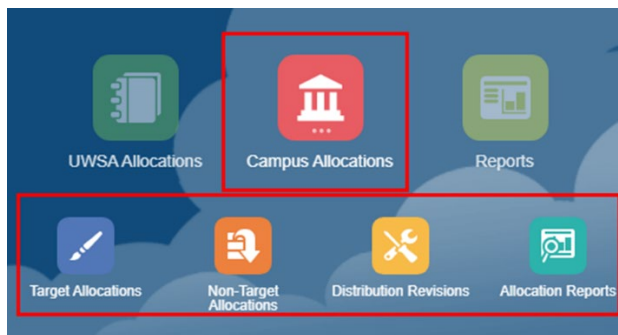 UWSA Allocations
Campus Allocations
Reports
Target Allocations
Non-Target
Allocations
Distribution Revisions
Allocation Reports